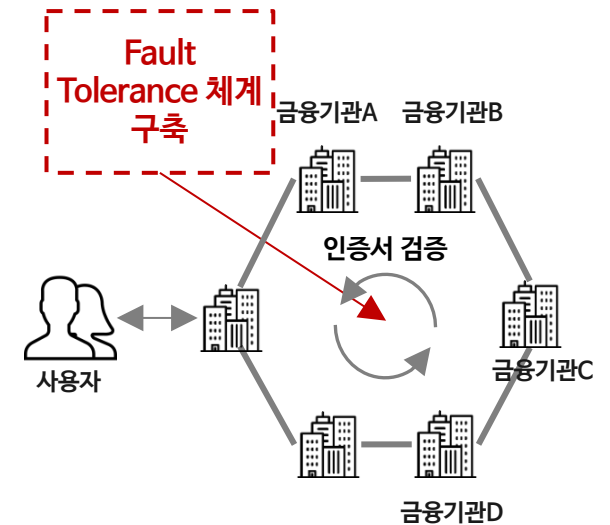 Fault
Tolerance 체계
구축
금융기관A 금융기관B
인증서 검증
사용자
금융기관C
금융기관D